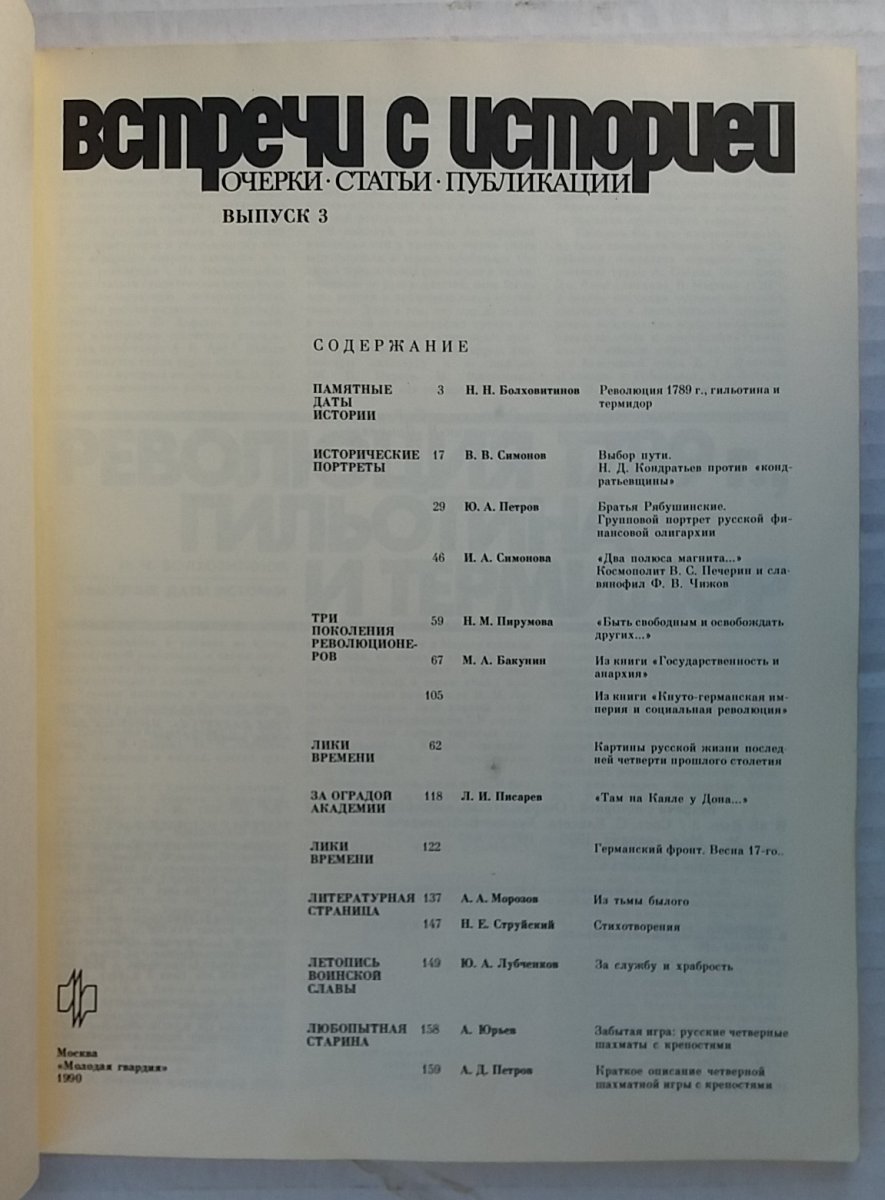 встречи с историей
ОЧЕРКИ · СТАТЬИ · ПУБЛИКАЦИИ
ВЫПУСК 3
СОДЕРЖАНИЕ
ПАМЯТНЫЕ ДАТЫ ИСТОРИИ
3 Н. Н. Болховитинов Революция 1789 г., гильотина и
термидор
ИСТОРИЧЕСКИЕ ПОРТРЕТЫ
17 В. В. Симонов Выбор пути.
Н. Д. Кондратьев против «конд-
ратьевщины»
29 Ю. А. Петров Братья Рябушинские.
Групповой портрет русской фи-
нансовой олигархии
46 И. А. Симонова «Два полюса магнита...»
Космополит В. С. Печерин и сла-
вянофил Ф. В. Чижов
ТРИ
ПОКОЛЕНИЯ
РЕВОЛЮЦИОНЕ-
РОВ
59 Н. М. Пирумова «Быть свободным и освобождать
других...»
67 М. А. Бакунин Из книги «Государственность и
анархия»
105 Из книги «Кнуто-германская им-
перия и социальная революция»
ЛИКИ
ВРЕМЕНИ
62 Картины русской жизни послед-
ней четверти прошлого столетия
ЗА ОГРАДОЙ
АКАДЕМИИ
118 Л. И. Писарев «Там на Каяле у Дона...»
ЛИКИ
ВРЕМЕНИ
122 Германский фронт. Весна 17-го..
ЛИТЕРАТУРНАЯ
СТРАНИЦА
137 А. А. Морозов Из тьмы былого
147 Н. Е. Струйский Стихотворения
ЛЕТОПИСЬ
ВОИНСКОЙ
СЛАВЫ
149 Ю. А. Лубченков За службу и храбрость
ЛЮБОПЫТНАЯ
СТАРИНА
158 А. Юрьев Забытая игра: русские четверные
шахматы с крепостями
159 А. Д. Петров Краткое описание четверной
шахматной игры с крепостями
Москва
«Молодая гвардия»
1990